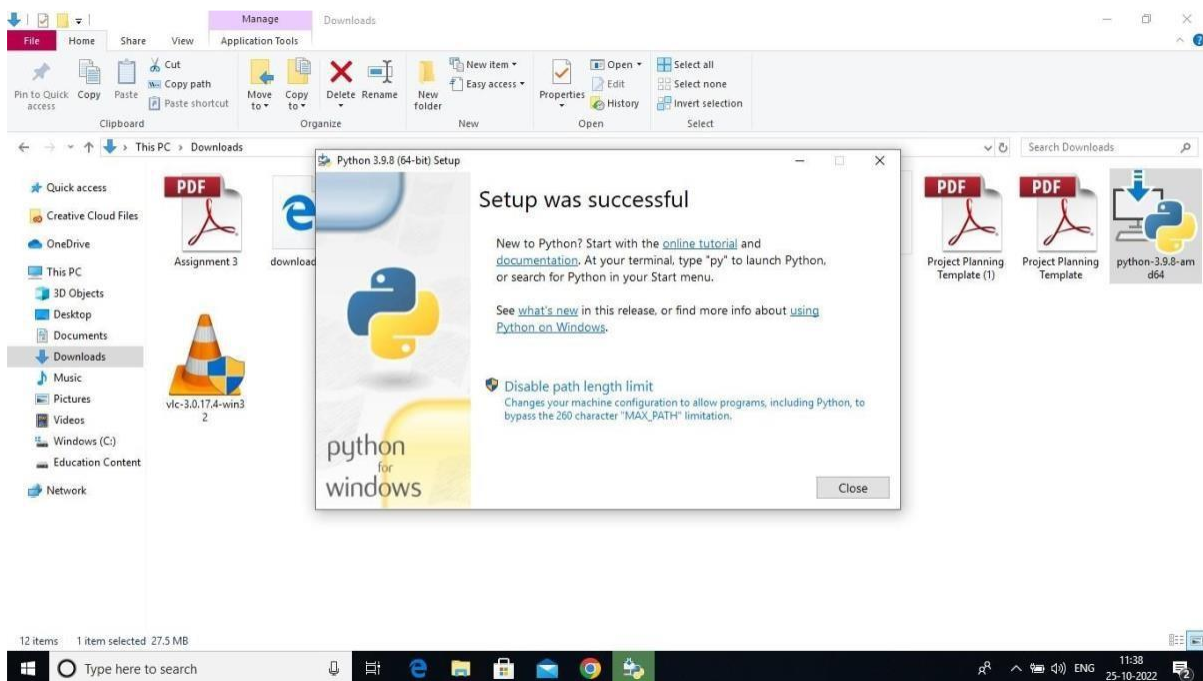 Manage
Downloads
File
Home
Share
View
Application Tools
Pin to Quick
access
Copy
Paste
Cut
Copy path
Paste shortcut
Clipboard
Move
to
Copy
to
Delete
Rename
Organize
New
folder
New item
Easy access
New
Properties
Open
Edit
History
Open
Select all
Select none
Invert selection
Select
This PC > Downloads
Search Downloads
Quick access
Creative Cloud Files
OneDrive
This PC
3D Objects
Desktop
Documents
Downloads
Music
Pictures
Videos
Windows (C:)
Education Content
Network
PDF
Assignment 3
download
vlc-3.0.17.4-win3
2
Python 3.9.8 (64-bit) Setup
Setup was successful
New to Python? Start with the online tutorial and
documentation. At your terminal, type "py" to launch Python,
or search for Python in your Start menu.
See what's new in this release, or find more info about using
Python on Windows.
Disable path length limit
Changes your machine configuration to allow programs, including Python, to
bypass the 260 character "MAX_PATH" limitation.
python
for
windows
Close
PDF
Project Planning
Template (1)
PDF
Project Planning
Template
python-3.9.8-am
d64
12 items
1 item selected 27.5 MB
Type here to search
ENG
11:38
25-10-2022
2